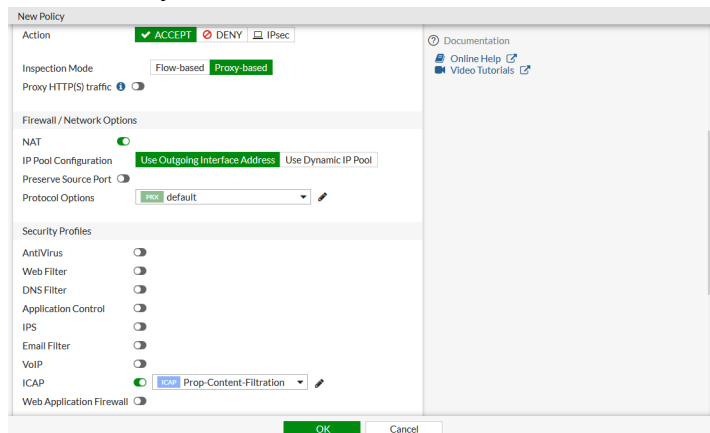 New Policy
Action ACCEPT DENY IPsec
Inspection Mode Flow-based Proxy-based
Proxy HTTP(S) traffic
Firewall / Network Options
NAT
IP Pool Configuration Use Outgoing Interface Address Use Dynamic IP Pool
Preserve Source Port
Protocol Options PRX default
Security Profiles
AntiVirus
Web Filter
DNS Filter
Application Control
IPS
Email Filter
VoIP
ICAP ICAP Prop-Content-Filtration
Web Application Firewall
OK Cancel
Documentation
Online Help
Video Tutorials